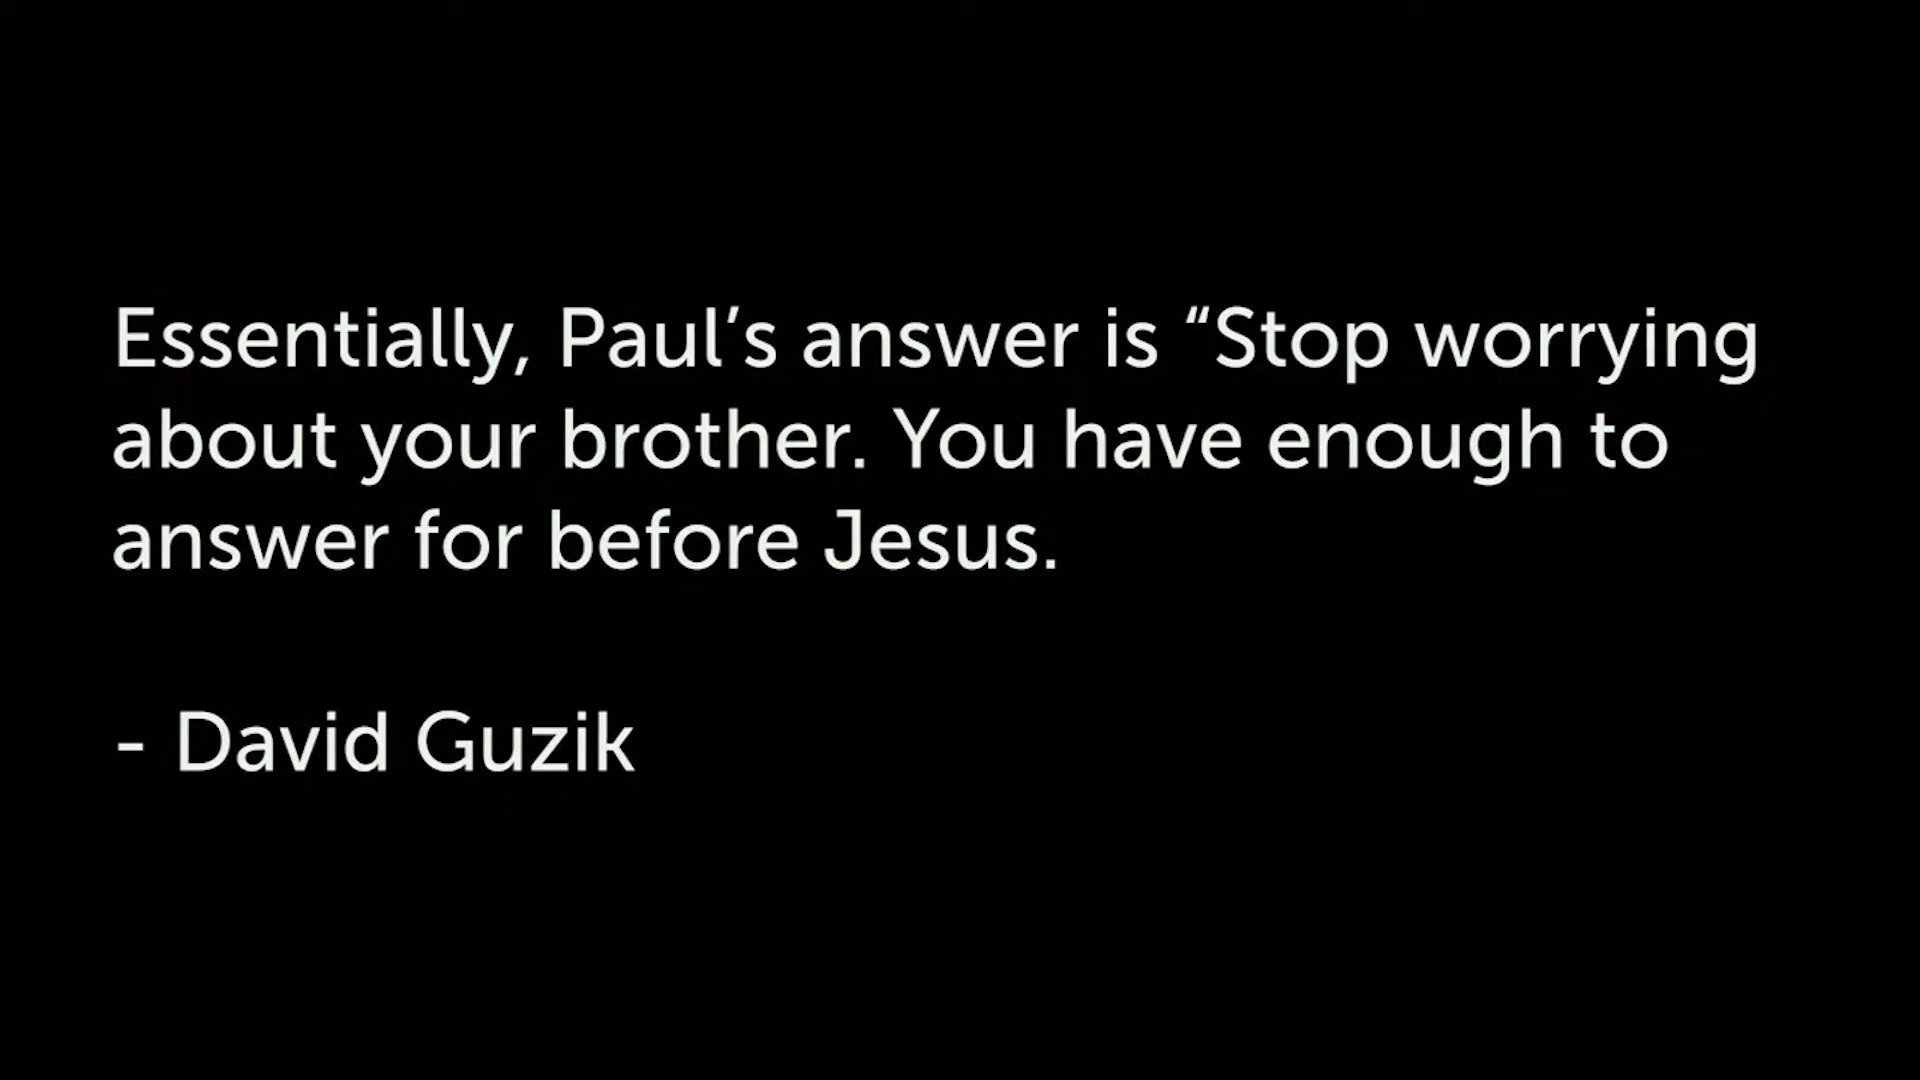 Essentially, Paul’s answer is “Stop worrying
about your brother. You have enough to
answer for before Jesus.
- David Guzik